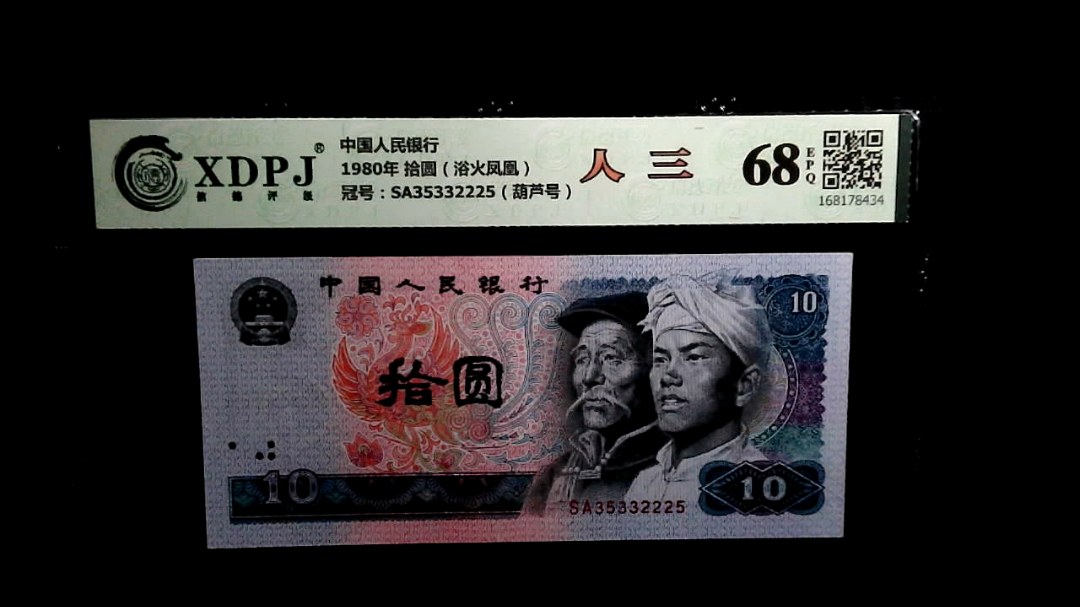 XDPJ®
信德评级
中国人民银行
1980年 拾圆（浴火凤凰）
冠号：SA35332225（葫芦号）
人 三
68 EPQ
168178434
中国人民银行
10
拾圆
10
SA35332225
10